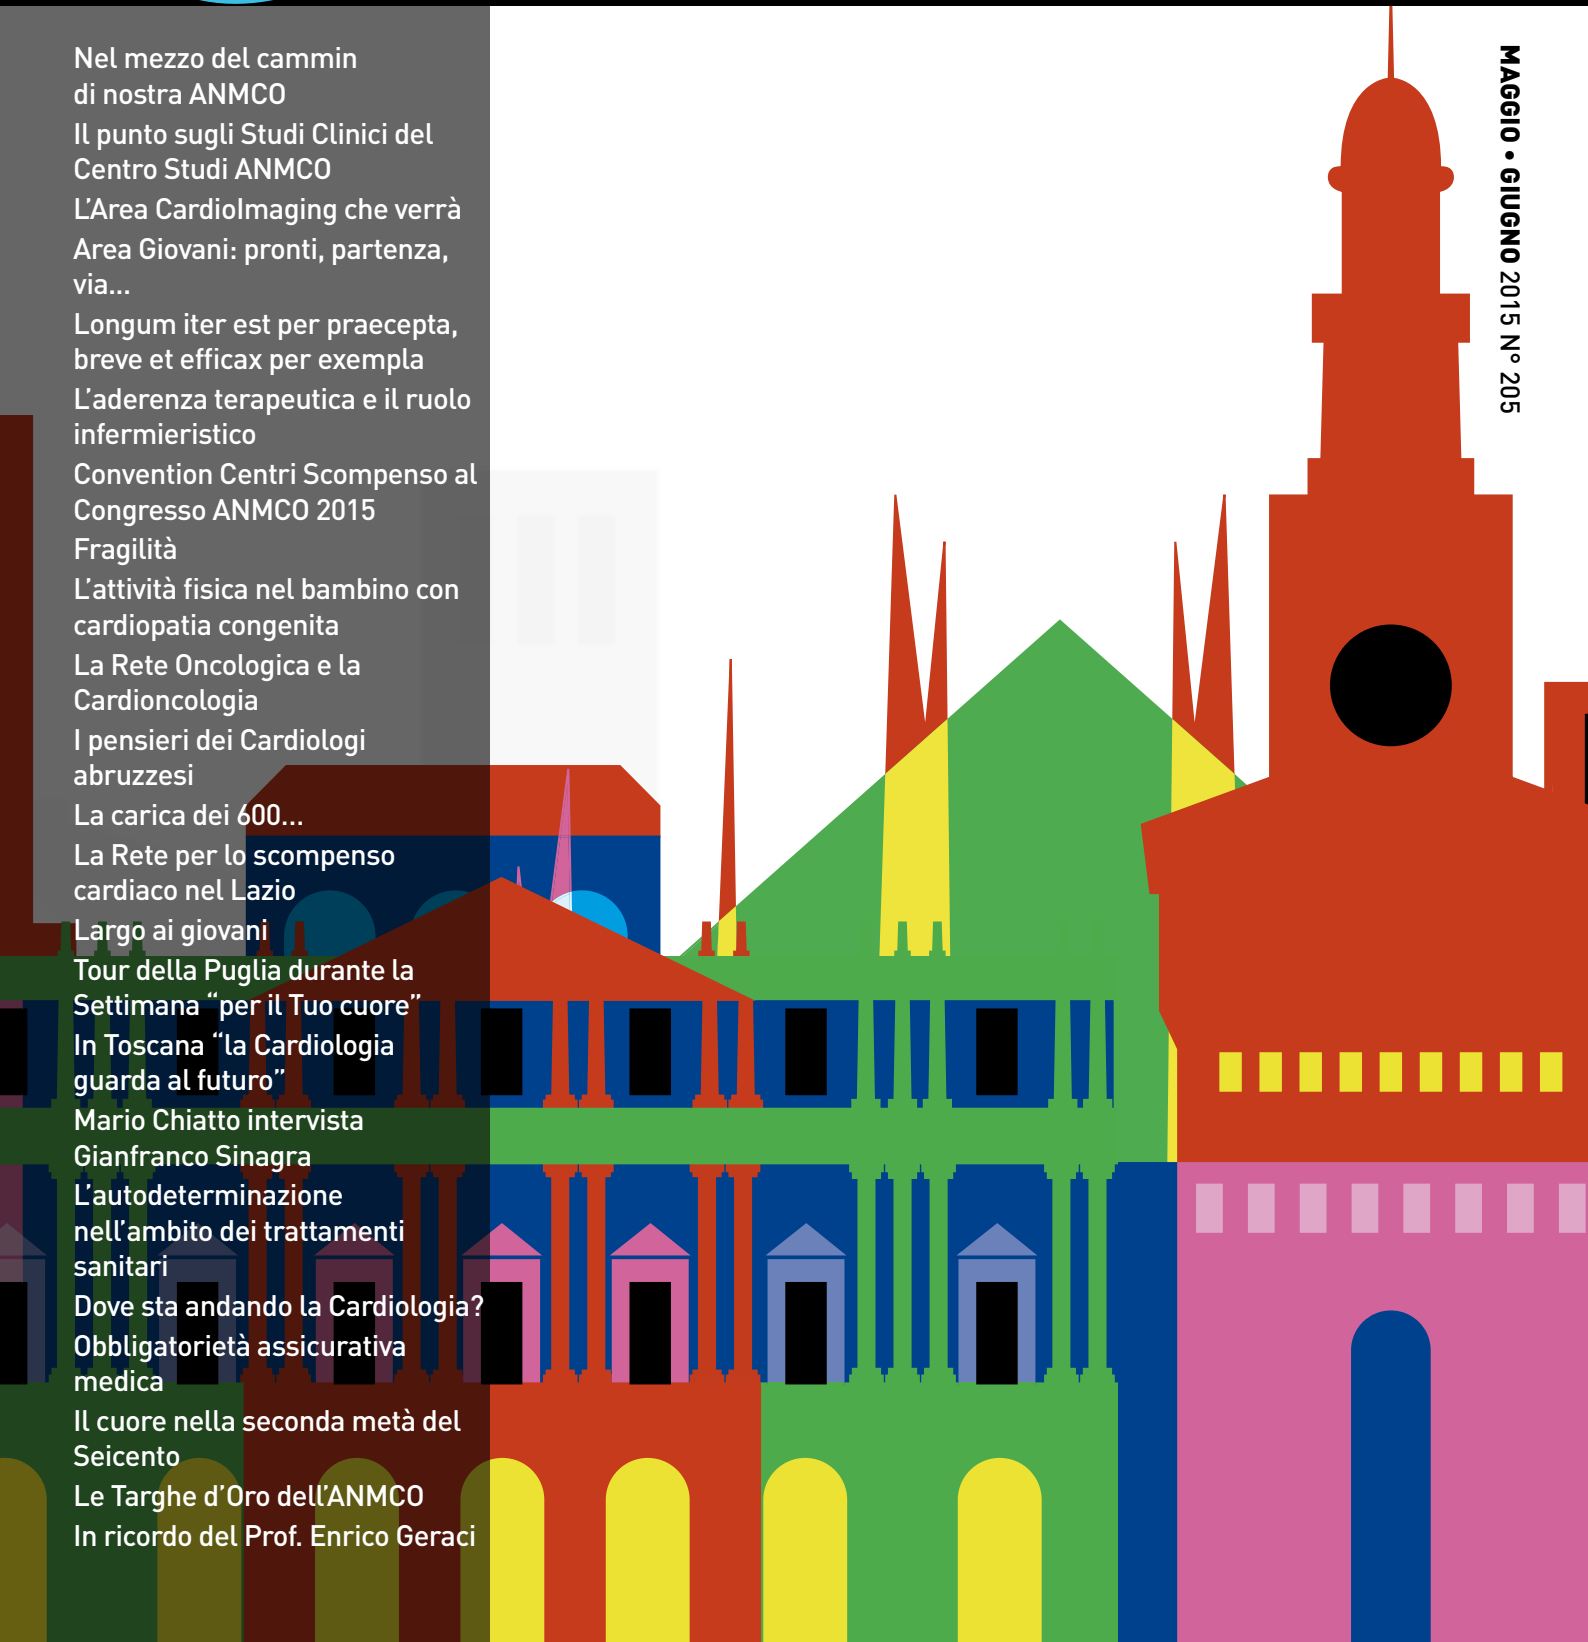 Nel mezzo del cammin
di nostra ANMCO
Il punto sugli Studi Clinici del
Centro Studi ANMCO
L’Area CardioImaging che verrà
Area Giovani: pronti, partenza,
via...
Longum iter est per praecepta,
breve et efficax per exempla
L’aderenza terapeutica e il ruolo
infermieristico
Convention Centri Scompenso al
Congresso ANMCO 2015
Fragilità
L’attività fisica nel bambino con
cardiopatia congenita
La Rete Oncologica e la
Cardioncologia
I pensieri dei Cardiologi
abruzzesi
La carica dei 600...
La Rete per lo scompenso
cardiaco nel Lazio
Largo ai giovani
Tour della Puglia durante la
Settimana “per il Tuo cuore”
In Toscana “la Cardiologia
guarda al futuro”
Mario Chiatto intervista
Gianfranco Sinagra
L’autodeterminazione
nell’ambito dei trattamenti
sanitari
Dove sta andando la Cardiologia?
Obbligatorietà assicurativa
medica
Il cuore nella seconda metà del
Seicento
Le Targhe d’Oro dell’ANMCO
In ricordo del Prof. Enrico Geraci
MAGGIO • GIUGNO 2015 N° 205